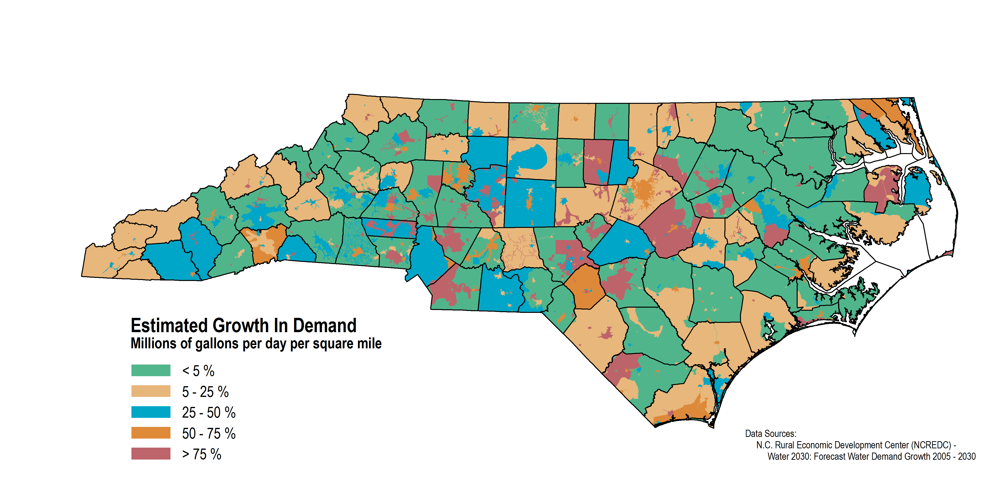 Estimated Growth In Demand
Millions of gallons per day per square mile
< 5 %
5 - 25 %
25 - 50 %
50 - 75 %
> 75 %
Data Sources:
N.C. Rural Economic Development Center (NCREDC) -
Water 2030: Forecast Water Demand Growth 2005 - 2030